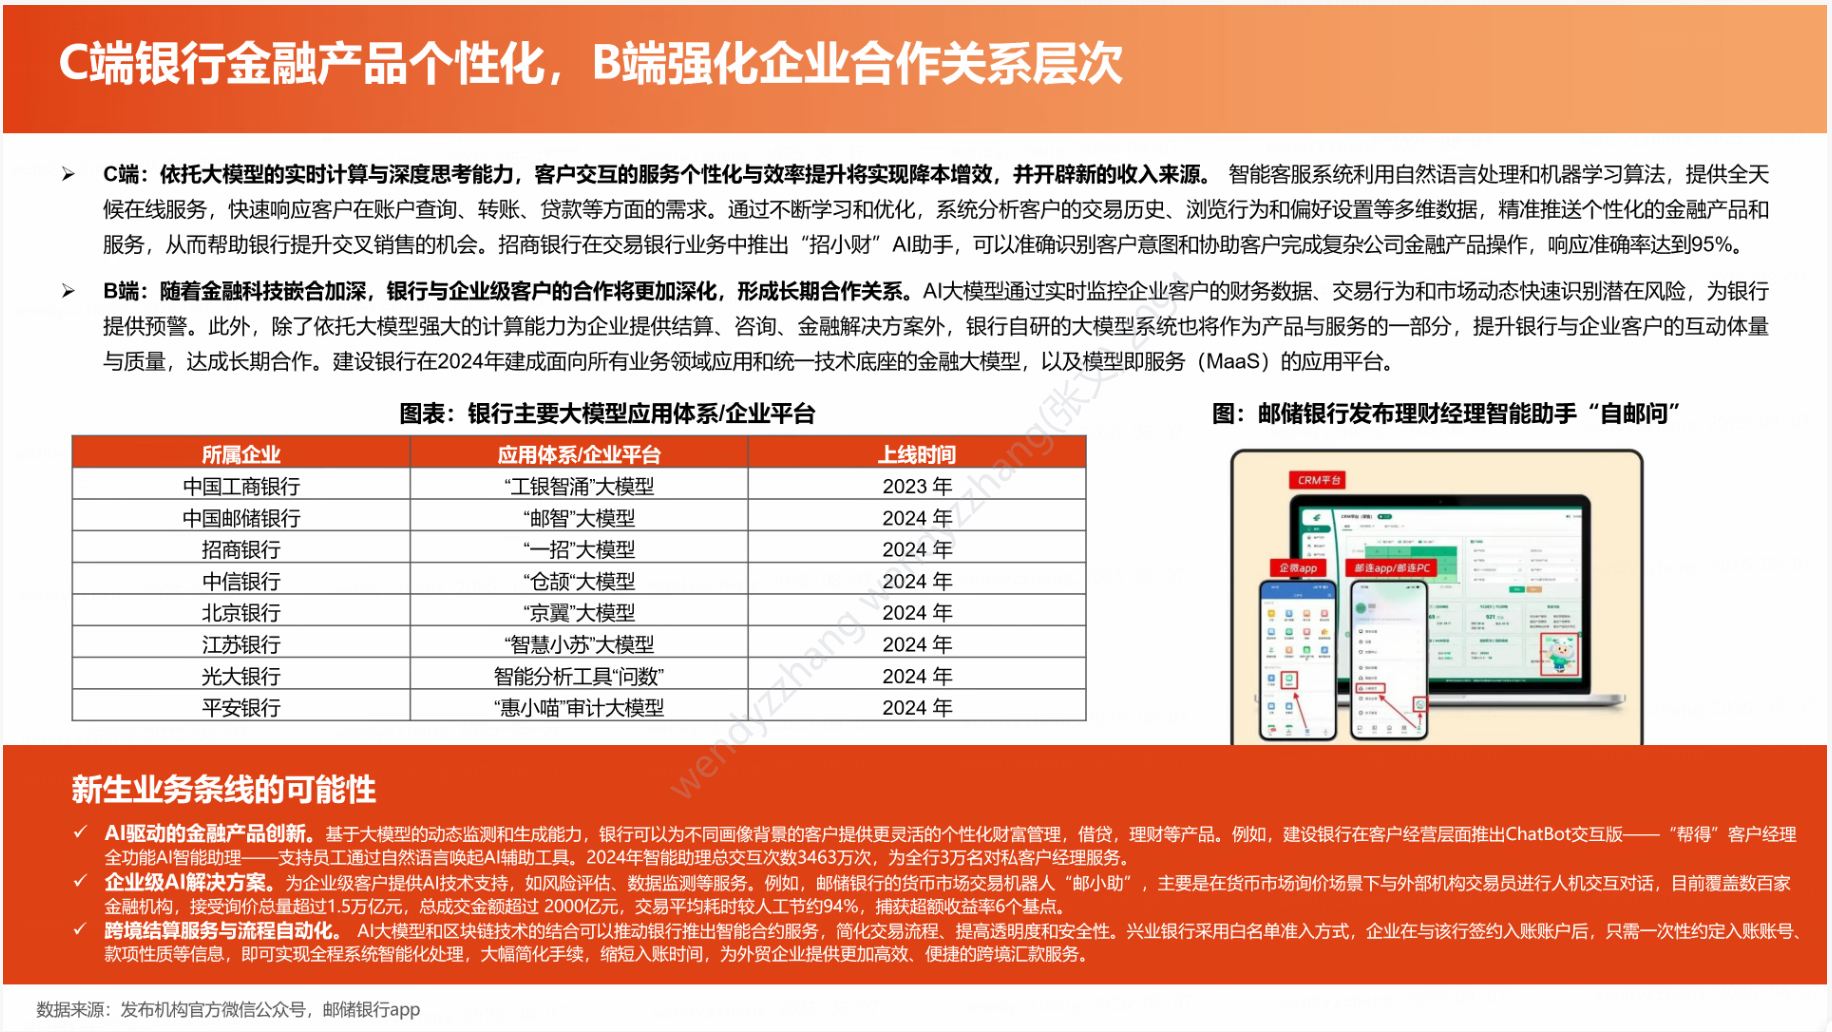 C端银行金融产品个性化，B端强化企业合作关系层次
➢ C端：依托大模型的实时计算与深度思考能力，客户交互的服务个性化与效率提升将实现降本增效，并开辟新的收入来源。 智能客服系统利用自然语言处理和机器学习算法，提供全天
候在线服务，快速响应客户在账户查询、转账、贷款等方面的需求。通过不断学习和优化，系统分析客户的交易历史、浏览行为和偏好设置等多维数据，精准推送个性化的金融产品和
服务，从而帮助银行提升交叉销售的机会。招商银行在交易银行业务中推出“招小财”AI助手，可以准确识别客户意图和协助客户完成复杂公司金融产品操作，响应准确率达到95%。
➢ B端：随着金融科技嵌合加深，银行与企业级客户的合作将更加深化，形成长期合作关系。AI大模型通过实时监控企业客户的财务数据、交易行为和市场动态快速识别潜在风险，为银行
提供预警。此外，除了依托大模型强大的计算能力为企业提供结算、咨询、金融解决方案外，银行自研的大模型系统也将作为产品与服务的一部分，提升银行与企业客户的互动体量
与质量，达成长期合作。建设银行在2024年建成面向所有业务领域应用和统一技术底座的金融大模型，以及模型即服务（MaaS）的应用平台。
图表：银行主要大模型应用体系/企业平台
所属企业 应用体系/企业平台 上线时间
中国工商银行 “工银智涌”大模型 2023 年
中国邮储银行 “邮智”大模型 2024 年
招商银行 “一招”大模型 2024 年
中信银行 “仓颉“大模型 2024 年
北京银行 “京翼”大模型 2024 年
江苏银行 “智慧小苏”大模型 2024 年
光大银行 智能分析工具“问数” 2024 年
平安银行 “惠小喵”审计大模型 2024 年
图：邮储银行发布理财经理智能助手“自邮问”
CRM平台
企微app
邮连app/邮连PC
wendyzzhang wendyzzhang(张文)
新生业务条线的可能性
✓ AI驱动的金融产品创新。基于大模型的动态监测和生成能力，银行可以为不同画像背景的客户提供更灵活的个性化财富管理，借贷，理财等产品。例如，建设银行在客户经营层面推出ChatBot交互版——“帮得”客户经理
全功能AI智能助理——支持员工通过自然语言唤起AI辅助工具。2024年智能助理总交互次数3463万次，为全行3万名对私客户经理服务。
✓ 企业级AI解决方案。为企业级客户提供AI技术支持，如风险评估、数据监测等服务。例如，邮储银行的货币市场交易机器人“邮小助”，主要是在货币市场询价场景下与外部机构交易员进行人机交互对话，目前覆盖数百家
金融机构，接受询价总量超过1.5万亿元，总成交金额超过 2000亿元，交易平均耗时较人工节约94%，捕获超额收益率6个基点。
✓ 跨境结算服务与流程自动化。 AI大模型和区块链技术的结合可以推动银行推出智能合约服务，简化交易流程、提高透明度和安全性。兴业银行采用白名单准入方式，企业在与该行签约入账账户后，只需一次性约定入账账号、
款项性质等信息，即可实现全程系统智能化处理，大幅简化手续，缩短入账时间，为外贸企业提供更加高效、便捷的跨境汇款服务。
数据来源：发布机构官方微信公众号，邮储银行app